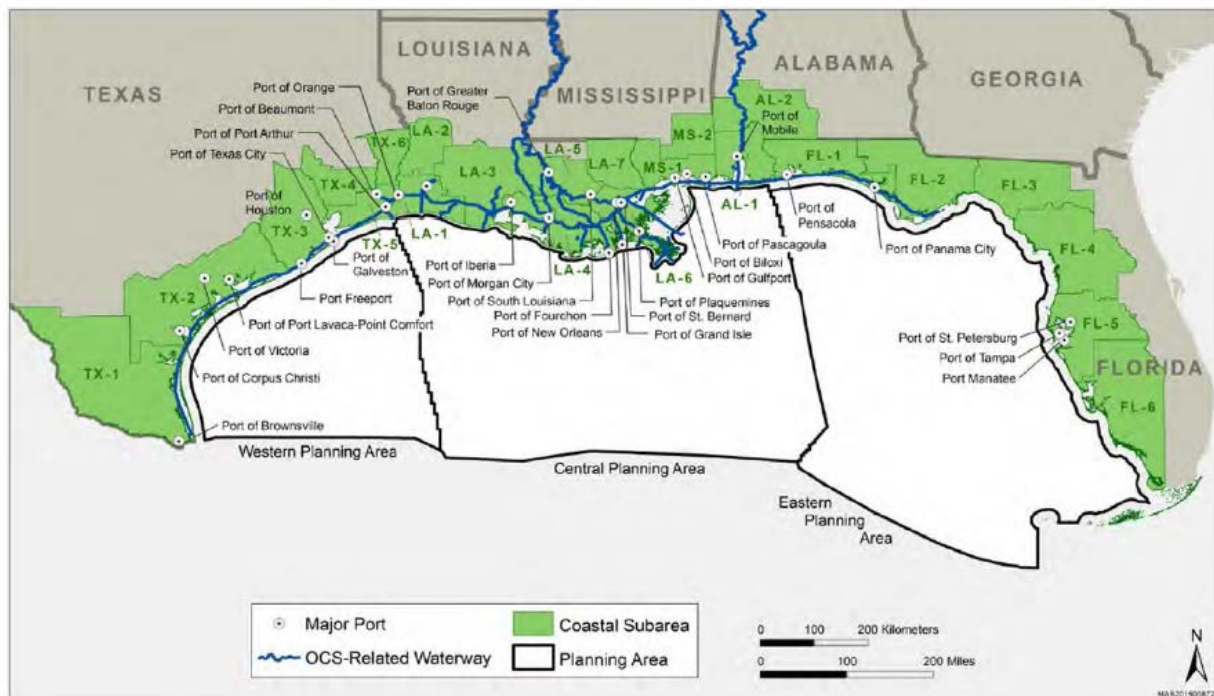 LOUISIANA
ALABAMA
TEXAS
MISSISSIPPI
GEORGIA
FLORIDA
Port of Orange
Port of Beaumont
Port of Port Arthur
Port of Texas City
Port of
Houston
Port of Greater
Baton Rouge
Port of
Mobile
AL-2
MS-2
LA-2
LA-5
TX-6
LA-3
LA-7
MS-1
FL-1
FL-2
FL-3
TX-4
TX-3
TX-5
LA-1
AL-1
FL-4
TX-2
LA-4
LA-6
FL-5
TX-1
FL-6
Port of
Galveston
Port Freeport
Port of Port Lavaca-Point Comfort
Port of Victoria
Port of Corpus Christi
Port of Brownsville
Port of Iberia
Port of Morgan City
Port of South Louisiana
Port of Fourchon
Port of New Orleans
Port of Plaquemines
Port of St. Bernard
Port of Grand Isle
Port of
Pensacola
Port of Panama City
Port of Pascagoula
Port of Biloxi
Port of Gulfport
Port of St. Petersburg
Port of Tampa
Port Manatee
Western Planning Area
Central Planning Area
Eastern
Planning
Area
Major Port
Coastal Subarea
OCS-Related Waterway
Planning Area
0 100 200 Kilometers
0 100 200 Miles
N